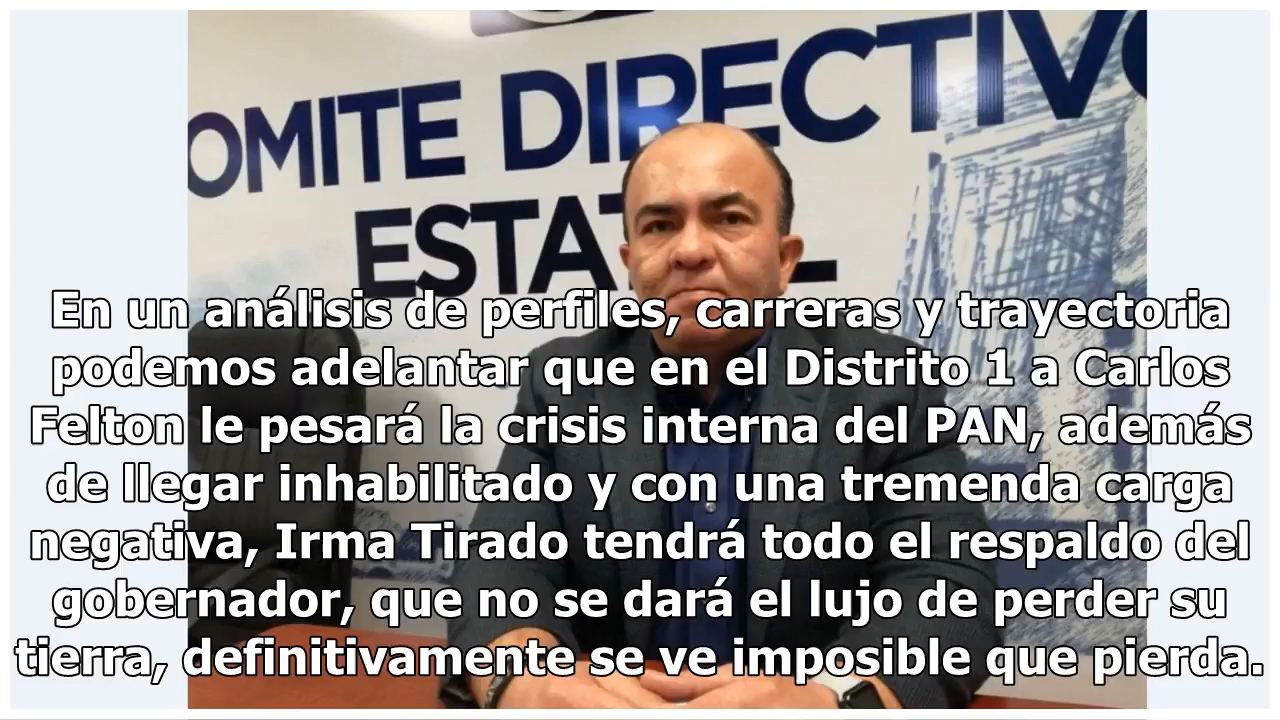 OMITE DIRECTIVO
ESTATAL
En un análisis de perfiles, carreras y trayectoria
podemos adelantar que en el Distrito 1 a Carlos
Felton le pesará la crisis interna del PAN, además
de llegar inhabilitado y con una tremenda carga
negativa, Irma Tirado tendrá todo el respaldo del
gobernador, que no se dará el lujo de perder su
tierra, definitivamente se ve imposible que pierda.